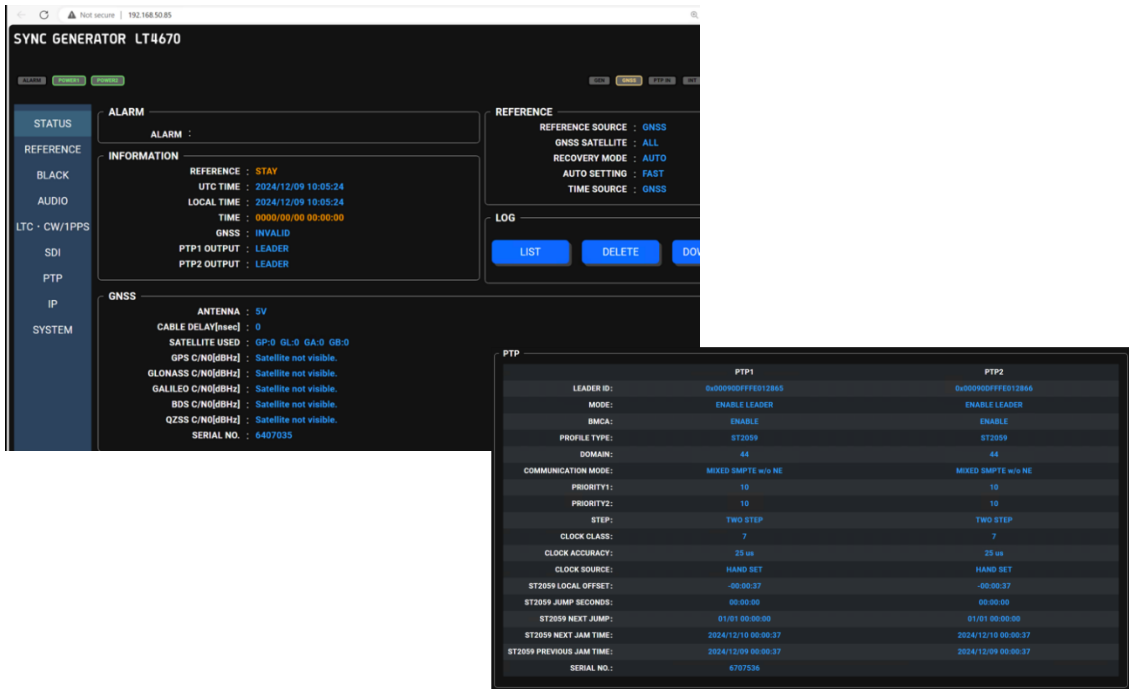 Not secure | 192.168.50.85
SYNC GENERATOR LT4670
ALARM POWER1 POWER2 GEN GNSS PTP IN INT
STATUS
REFERENCE
BLACK
AUDIO
LTC・CW/1PPS
SDI
PTP
IP
SYSTEM
ALARM
ALARM :
INFORMATION
REFERENCE : STAY
UTC TIME : 2024/12/09 10:05:24
LOCAL TIME : 2024/12/09 10:05:24
TIME : 0000/00/00 00:00:00
GNSS : INVALID
PTP1 OUTPUT : LEADER
PTP2 OUTPUT : LEADER
REFERENCE
REFERENCE SOURCE : GNSS
GNSS SATELLITE : ALL
RECOVERY MODE : AUTO
AUTO SETTING : FAST
TIME SOURCE : GNSS
LOG
LIST DELETE DOW
GNSS
ANTENNA : 5V
CABLE DELAY[nsec] : 0
SATELLITE USED : GP:0 GL:0 GA:0 GB:0
GPS C/N0[dBHz] : Satellite not visible.
GLONASS C/N0[dBHz] : Satellite not visible.
GALILEO C/N0[dBHz] : Satellite not visible.
BDS C/N0[dBHz] : Satellite not visible.
QZSS C/N0[dBHz] : Satellite not visible.
SERIAL NO. : 6407035
PTP
PTP1 PTP2
LEADER ID: 0x00090DFFFE012865 0x00090DFFFE012866
MODE: ENABLE LEADER ENABLE LEADER
BMCA: ENABLE ENABLE
PROFILE TYPE: ST2059 ST2059
DOMAIN: 44 44
COMMUNICATION MODE: MIXED SMPTE w/o NE MIXED SMPTE w/o NE
PRIORITY1: 10 10
PRIORITY2: 10 10
STEP: TWO STEP TWO STEP
CLOCK CLASS: 7 7
CLOCK ACCURACY: 25 us 25 us
CLOCK SOURCE: HAND SET HAND SET
ST2059 LOCAL OFFSET: -00:00:37 -00:00:37
ST2059 JUMP SECONDS: 00:00:00 00:00:00
ST2059 NEXT JUMP: 01/01 00:00:00 01/01 00:00:00
ST2059 NEXT JAM TIME: 2024/12/10 00:00:37 2024/12/10 00:00:37
ST2059 PREVIOUS JAM TIME: 2024/12/09 00:00:37 2024/12/09 00:00:37
SERIAL NO.: 6707536